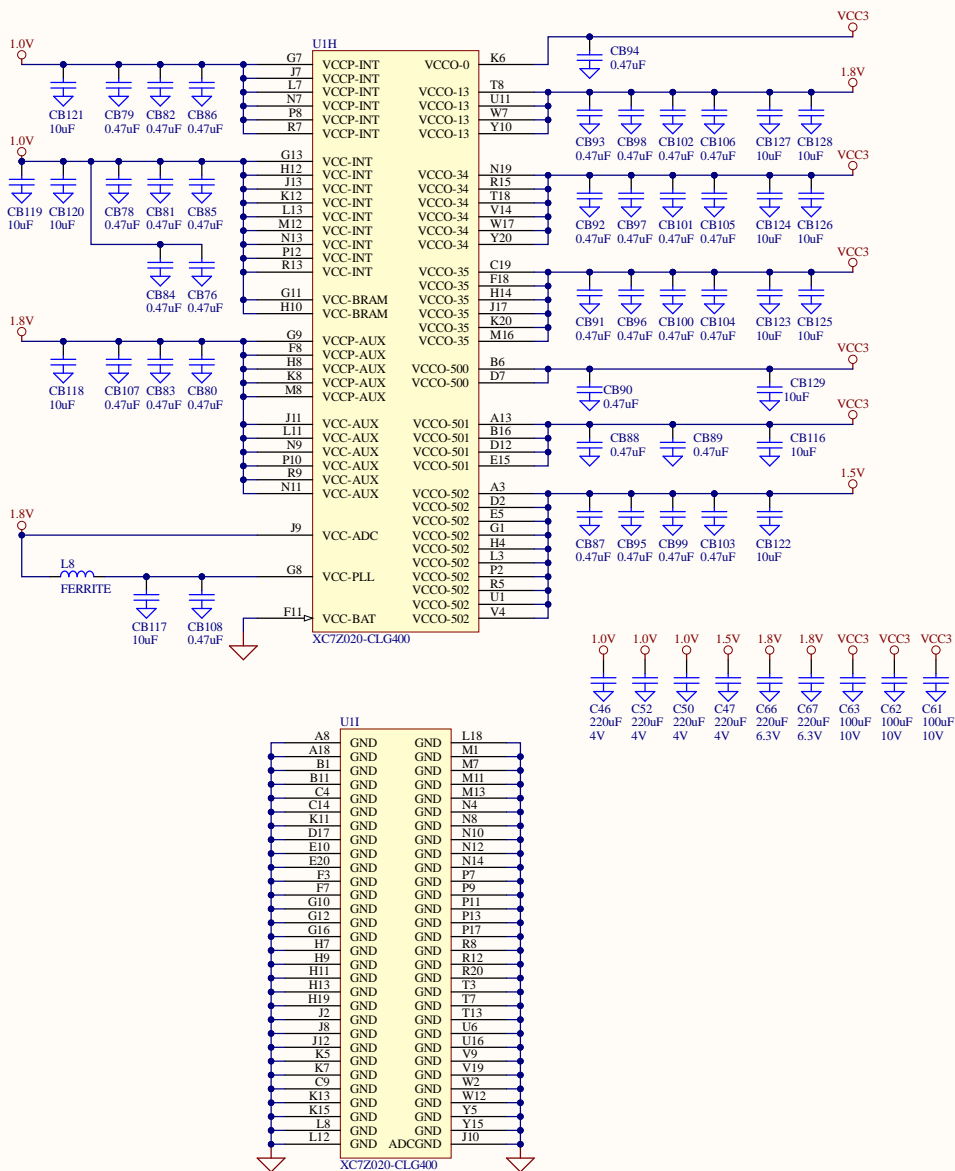 VCC3
1.0V
U1H
CB94
0.47uF
G7 VCCP-INT VCCO-0 K6
J7 VCCP-INT
1.8V
L7 VCCP-INT VCCO-13 T8
N7 VCCP-INT VCCO-13 U11
P8 VCCP-INT VCCO-13 W7
R7 VCCP-INT VCCO-13 Y10
CB121 CB79 CB82 CB86
10uF 0.47uF 0.47uF 0.47uF
CB93 CB98 CB102 CB106 CB127 CB128
0.47uF 0.47uF 0.47uF 0.47uF 10uF 10uF
1.0V
VCC3
G13 VCC-INT
H12 VCC-INT VCCO-34 N19
J13 VCC-INT VCCO-34 R15
K12 VCC-INT VCCO-34 T18
L13 VCC-INT VCCO-34 V14
M12 VCC-INT VCCO-34 W17
N13 VCC-INT VCCO-34 Y20
P12 VCC-INT
R13 VCC-INT VCCO-35 C19
CB119 CB120 CB78 CB81 CB85
10uF 10uF 0.47uF 0.47uF 0.47uF
CB92 CB97 CB101 CB105 CB124 CB126
0.47uF 0.47uF 0.47uF 0.47uF 10uF 10uF
VCC3
VCCO-35 F18
G11 VCC-BRAM VCCO-35 H14
H10 VCC-BRAM VCCO-35 J17
VCCO-35 K20
CB84 CB76
0.47uF 0.47uF
1.8V
G9 VCCP-AUX VCCO-35 M16
F8 VCCP-AUX
H8 VCCP-AUX VCCO-500 B6
K8 VCCP-AUX VCCO-500 D7
M8 VCCP-AUX
CB91 CB96 CB100 CB104 CB123 CB125
0.47uF 0.47uF 0.47uF 0.47uF 10uF 10uF
VCC3
CB118 CB107 CB83 CB80
10uF 0.47uF 0.47uF 0.47uF
CB90
0.47uF
CB129
10uF
VCC3
J11 VCC-AUX VCCO-501 A13
L11 VCC-AUX VCCO-501 B16
N9 VCC-AUX VCCO-501 D12
P10 VCC-AUX VCCO-501 E15
R9 VCC-AUX
N11 VCC-AUX VCCO-502 A3
CB88
0.47uF
CB89
0.47uF
CB116
10uF
1.5V
VCCO-502 D2
VCCO-502 E5
1.8V
J9 VCC-ADC VCCO-502 G1
VCCO-502 H4
VCCO-502 L3
G8 VCC-PLL VCCO-502 P2
VCCO-502 R5
VCCO-502 U1
F11 VCC-BAT VCCO-502 V4
CB87 CB95 CB99 CB103 CB122
0.47uF 0.47uF 0.47uF 0.47uF 10uF
L8
FERRITE
CB117 CB108
10uF 0.47uF
XC7Z020-CLG400
1.0V 1.0V 1.0V 1.5V 1.8V 1.8V VCC3 VCC3 VCC3
C46 C52 C50 C47 C66 C67 C63 C62 C61
220uF 220uF 220uF 220uF 220uF 220uF 100uF 100uF 100uF
4V 4V 4V 4V 6.3V 6.3V 10V 10V 10V
U1I
A8 GND GND L18
A18 GND GND M1
B1 GND GND M7
B11 GND GND M11
C4 GND GND M13
C14 GND GND N4
K11 GND GND N8
D17 GND GND N10
E10 GND GND N12
E20 GND GND N14
F3 GND GND P7
F7 GND GND P9
G10 GND GND P11
G12 GND GND P13
G16 GND GND P17
H7 GND GND R8
H9 GND GND R12
H11 GND GND R20
H13 GND GND T3
H19 GND GND T7
J2 GND GND T13
J8 GND GND U6
J12 GND GND U16
K5 GND GND V9
K7 GND GND V19
C9 GND GND W2
K13 GND GND W12
K15 GND GND Y5
L8 GND GND Y15
L12 GND ADCGND J10
XC7Z020-CLG400